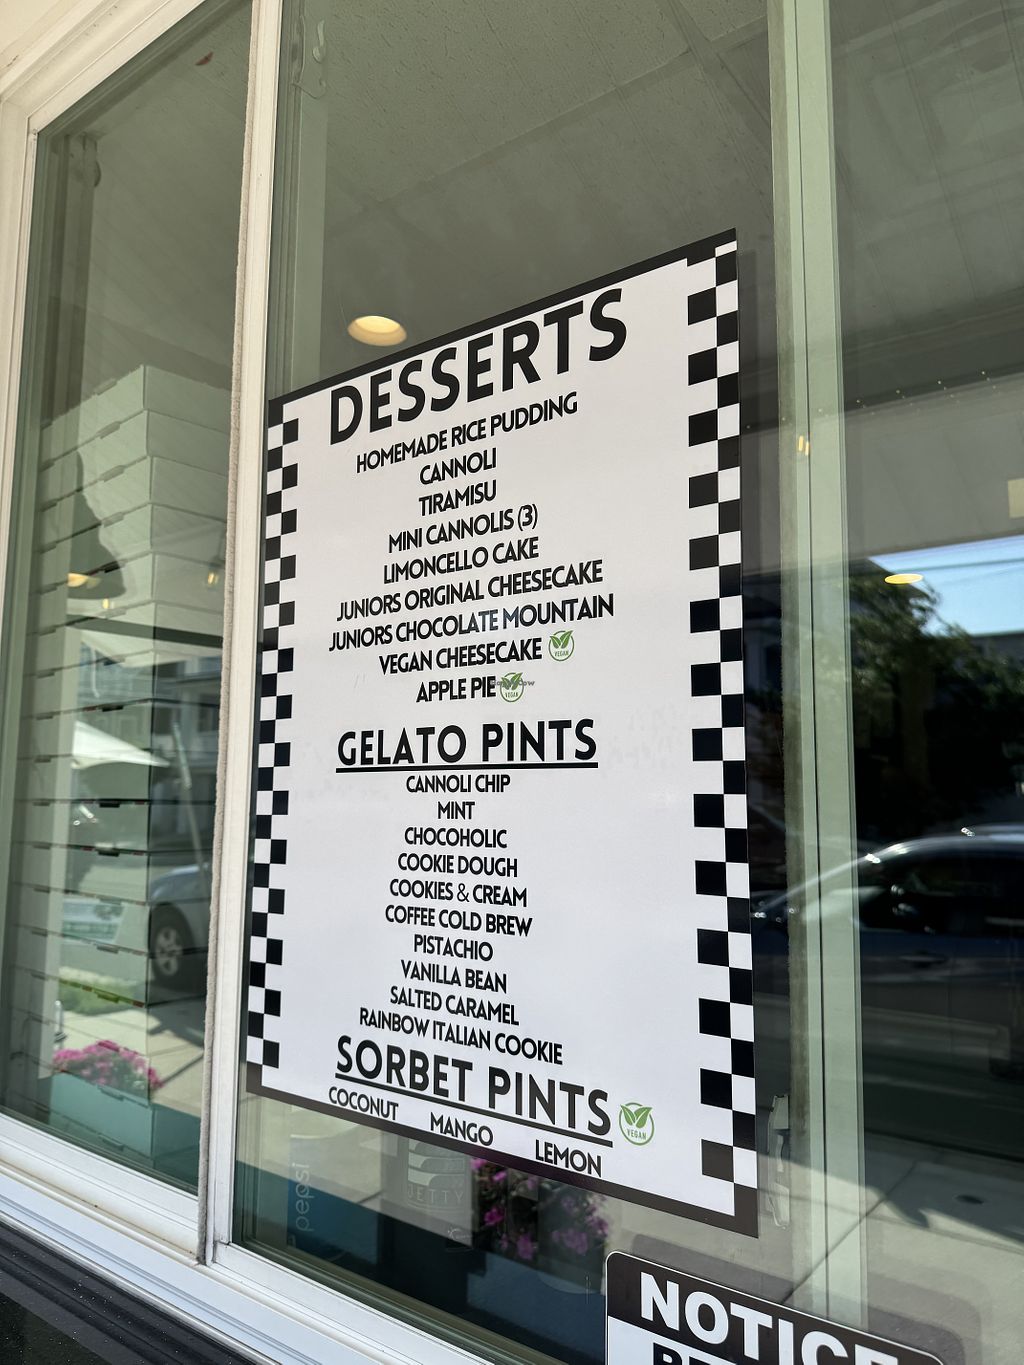 DESSERTS
HOMEMADE RICE PUDDING
CANNOLI
TIRAMISU
MINI CANNOLIS (3)
LIMONCELLO CAKE
JUNIORS ORIGINAL CHEESECAKE
JUNIORS CHOCOLATE MOUNTAIN
VEGAN CHEESECAKE VEGAN
APPLE PIE VEGAN
GELATO PINTS
CANNOLI CHIP
MINT
CHOCOHOLIC
COOKIE DOUGH
COOKIES & CREAM
COFFEE COLD BREW
PISTACHIO
VANILLA BEAN
SALTED CARAMEL
RAINBOW ITALIAN COOKIE
SORBET PINTS VEGAN
COCONUT MANGO LEMON
pepsi
NOTICE